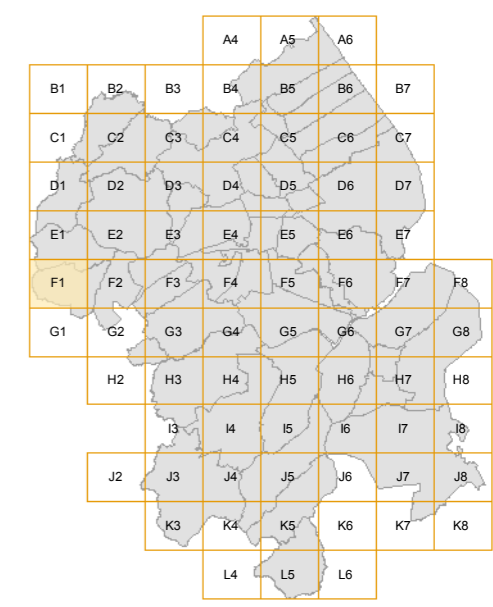 A4 A5 A6
B1 B2 B3 B4 B5 B6 B7
C1 C2 C3 C4 C5 C6 C7
D1 D2 D3 D4 D5 D6 D7
E1 E2 E3 E4 E5 E6 E7
F1 F2 F3 F4 F5 F6 F7 F8
G1 G2 G3 G4 G5 G6 G7 G8
H2 H3 H4 H5 H6 H7 H8
I3 I4 I5 I6 I7 I8
J2 J3 J4 J5 J6 J7 J8
K3 K4 K5 K6 K7 K8
L4 L5 L6